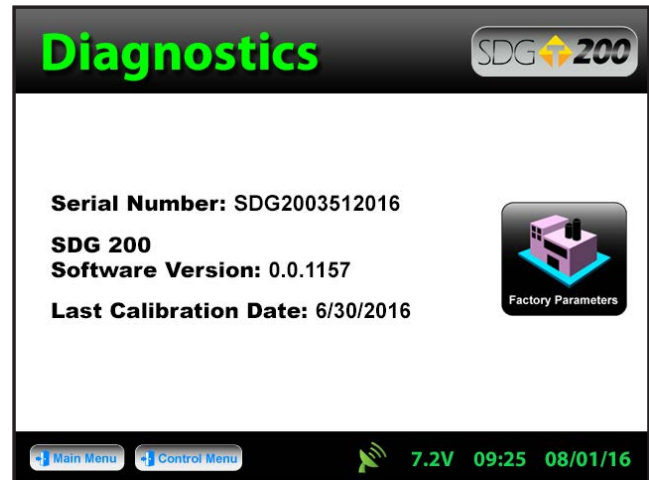 Diagnostics
SDG 200
Serial Number: SDG2003512016
SDG 200
Software Version: 0.0.1157
Last Calibration Date: 6/30/2016
Factory Parameters
Main Menu Control Menu 7.2V 09:25 08/01/16